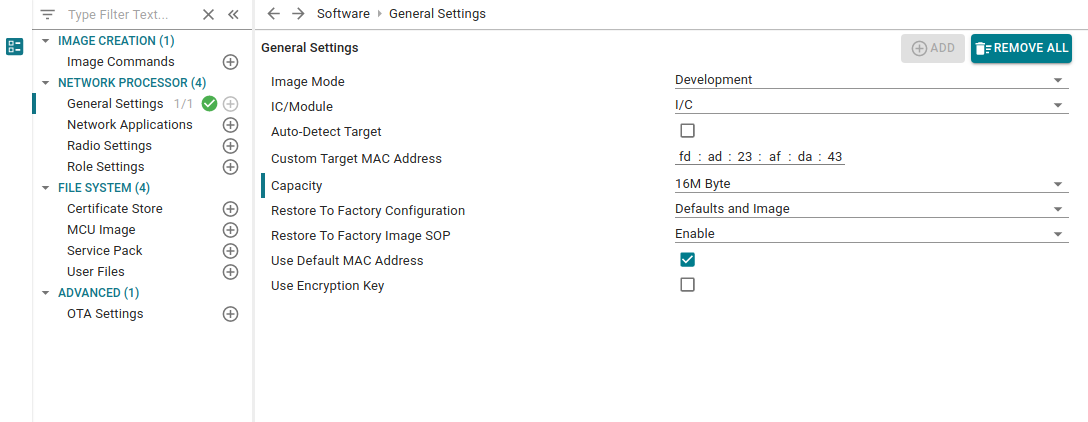 Type Filter Text...
IMAGE CREATION (1)
Image Commands
NETWORK PROCESSOR (4)
General Settings 1/1
Network Applications
Radio Settings
Role Settings
FILE SYSTEM (4)
Certificate Store
MCU Image
Service Pack
User Files
ADVANCED (1)
OTA Settings
Software General Settings
General Settings ADD REMOVE ALL
Image Mode Development
IC/Module I/C
Auto-Detect Target
Custom Target MAC Address fd : ad : 23 : af : da : 43
Capacity 16M Byte
Restore To Factory Configuration Defaults and Image
Restore To Factory Image SOP Enable
Use Default MAC Address
Use Encryption Key